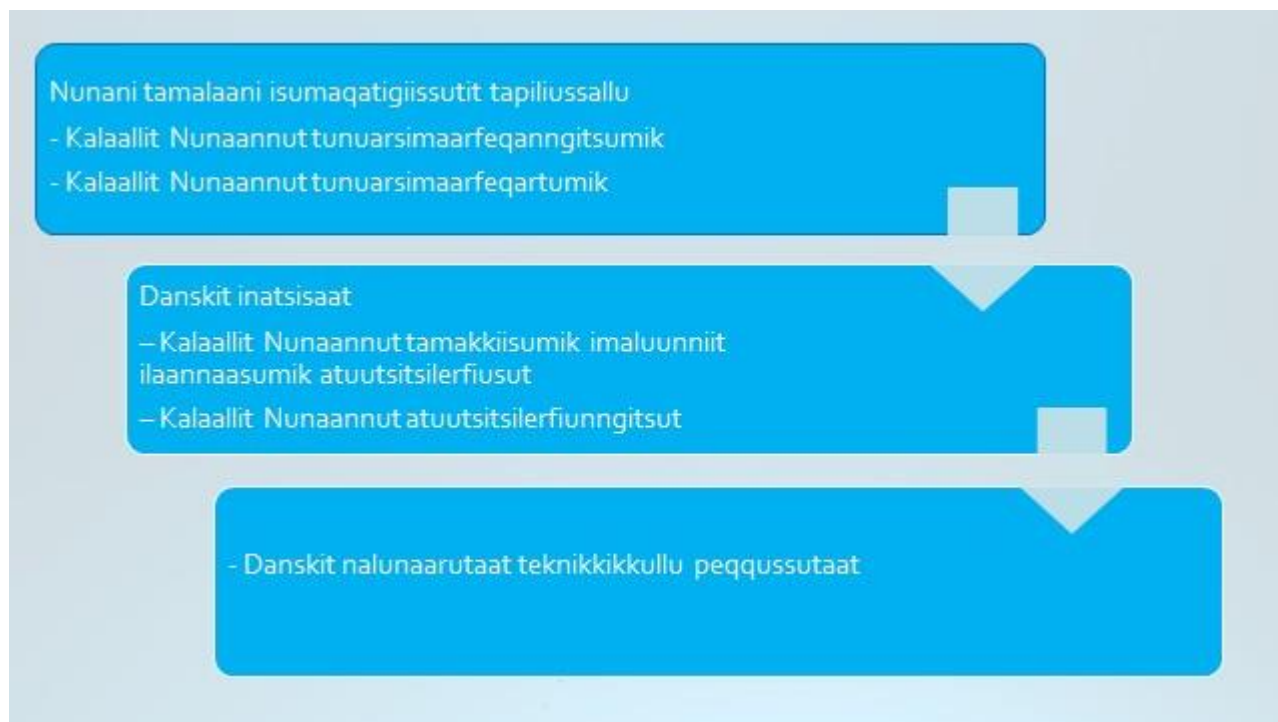 Nunani tamalaani isumaqatigiissutit tapiliussallu
- Kalaallit Nunaannut tunuarsimaarfeqanngitsumik
- Kalaallit Nunaannut tunuarsimaarfeqartumik
Danskit inatsisaat
– Kalaallit Nunaannut tamakkiisumik imaluunniit
ilaannaasumik atuutsitsilerfiusut
– Kalaallit Nunaannut atuutsitsilerfiunngitsut
- Danskit nalunaarutaat teknikkikkullu peqqussutaat